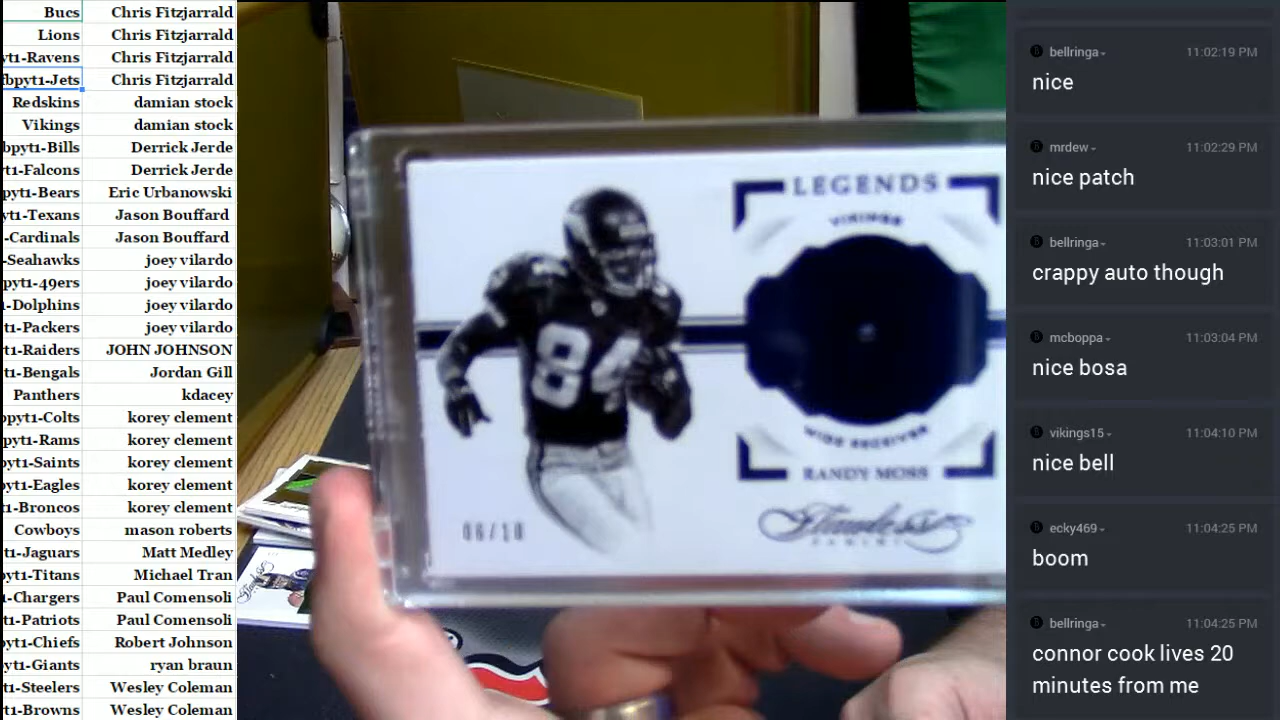 Bucs Chris Fitzjarrald
Lions Chris Fitzjarrald
yt1-Ravens Chris Fitzjarrald
fbpyt1-Jets Chris Fitzjarrald
Redskins damian stock
Vikings damian stock
bpyt1-Bills Derrick Jerde
yt1-Falcons Derrick Jerde
pyt1-Bears Eric Urbanowski
yt1-Texans Jason Bouffard
-Cardinals Jason Bouffard
-Seahawks joey vilardo
pyt1-49ers joey vilardo
1-Dolphins joey vilardo
t1-Packers joey vilardo
t1-Raiders JOHN JOHNSON
t1-Bengals Jordan Gill
Panthers kdacey
pyt1-Colts korey clement
pyt1-Rams korey clement
yt1-Saints korey clement
yt1-Eagles korey clement
t1-Broncos korey clement
Cowboys mason roberts
t1-Jaguars Matt Medley
yt1-Titans Michael Tran
1-Chargers Paul Comensoli
t1-Patriots Paul Comensoli
yt1-Chiefs Robert Johnson
yt1-Giants ryan braun
t1-Steelers Wesley Coleman
t1-Browns Wesley Coleman
LEGENDS
VIKINGS
84
WIDE RECEIVER
RANDY MOSS
06/10
Flawless
PANINI
bellringa 11:02:19 PM
nice
mrdew 11:02:29 PM
nice patch
bellringa 11:03:01 PM
crappy auto though
mcboppa 11:03:04 PM
nice bosa
vikings15 11:04:10 PM
nice bell
ecky469 11:04:25 PM
boom
bellringa 11:04:25 PM
connor cook lives 20
minutes from me